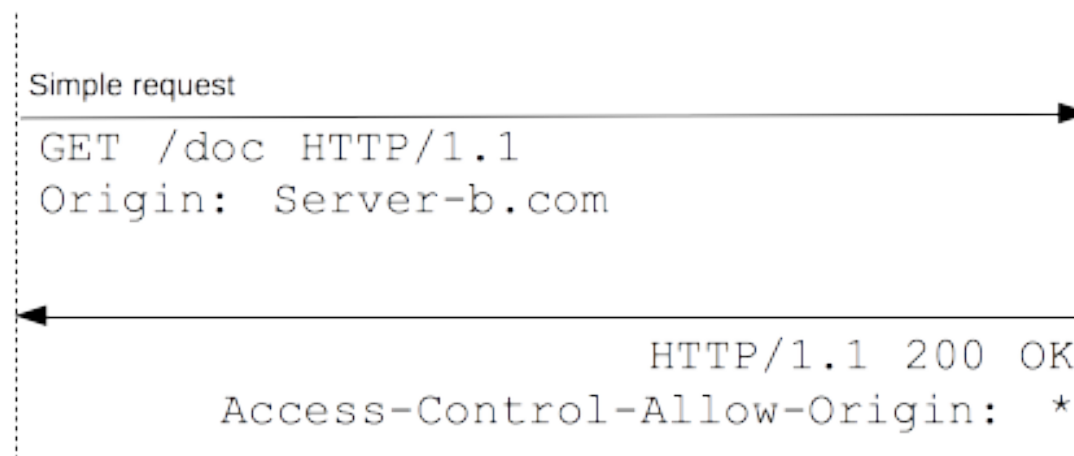 Simple request
GET /doc HTTP/1.1
Origin: Server-b.com
HTTP/1.1 200 OK
Access-Control-Allow-Origin: *